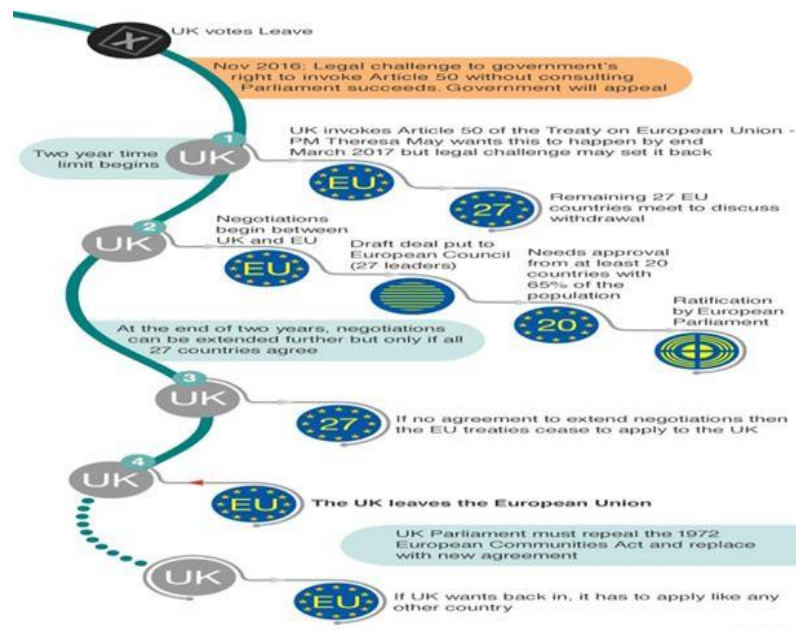 X
UK votes Leave
Nov 2016: Legal challenge to government's
right to invoke Article 50 without consulting
Parliament succeeds. Government will appeal
1
UK
Two year time
limit begins
UK invokes Article 50 of the Treaty on European Union -
PM Theresa May wants this to happen by end
March 2017 but legal challenge may set it back
EU
27
Remaining 27 EU
countries meet to discuss
withdrawal
2
UK
Negotiations
begin between
UK and EU
EU
Draft deal put to
European Council
(27 leaders)
Needs approval
from at least 20
countries with
65% of the
population
20
Ratification
by European
Parliament
At the end of two years, negotiations
can be extended further but only if all
27 countries agree
3
UK
27
If no agreement to extend negotiations then
the EU treaties cease to apply to the UK
4
UK
EU
The UK leaves the European Union
UK Parliament must repeal the 1972
European Communities Act and replace
with new agreement
UK
EU
If UK wants back in, it has to apply like any
other country